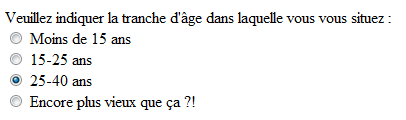 Veuillez indiquer la tranche d'âge dans laquelle vous vous situez :
Moins de 15 ans
15-25 ans
25-40 ans
Encore plus vieux que ça ?!